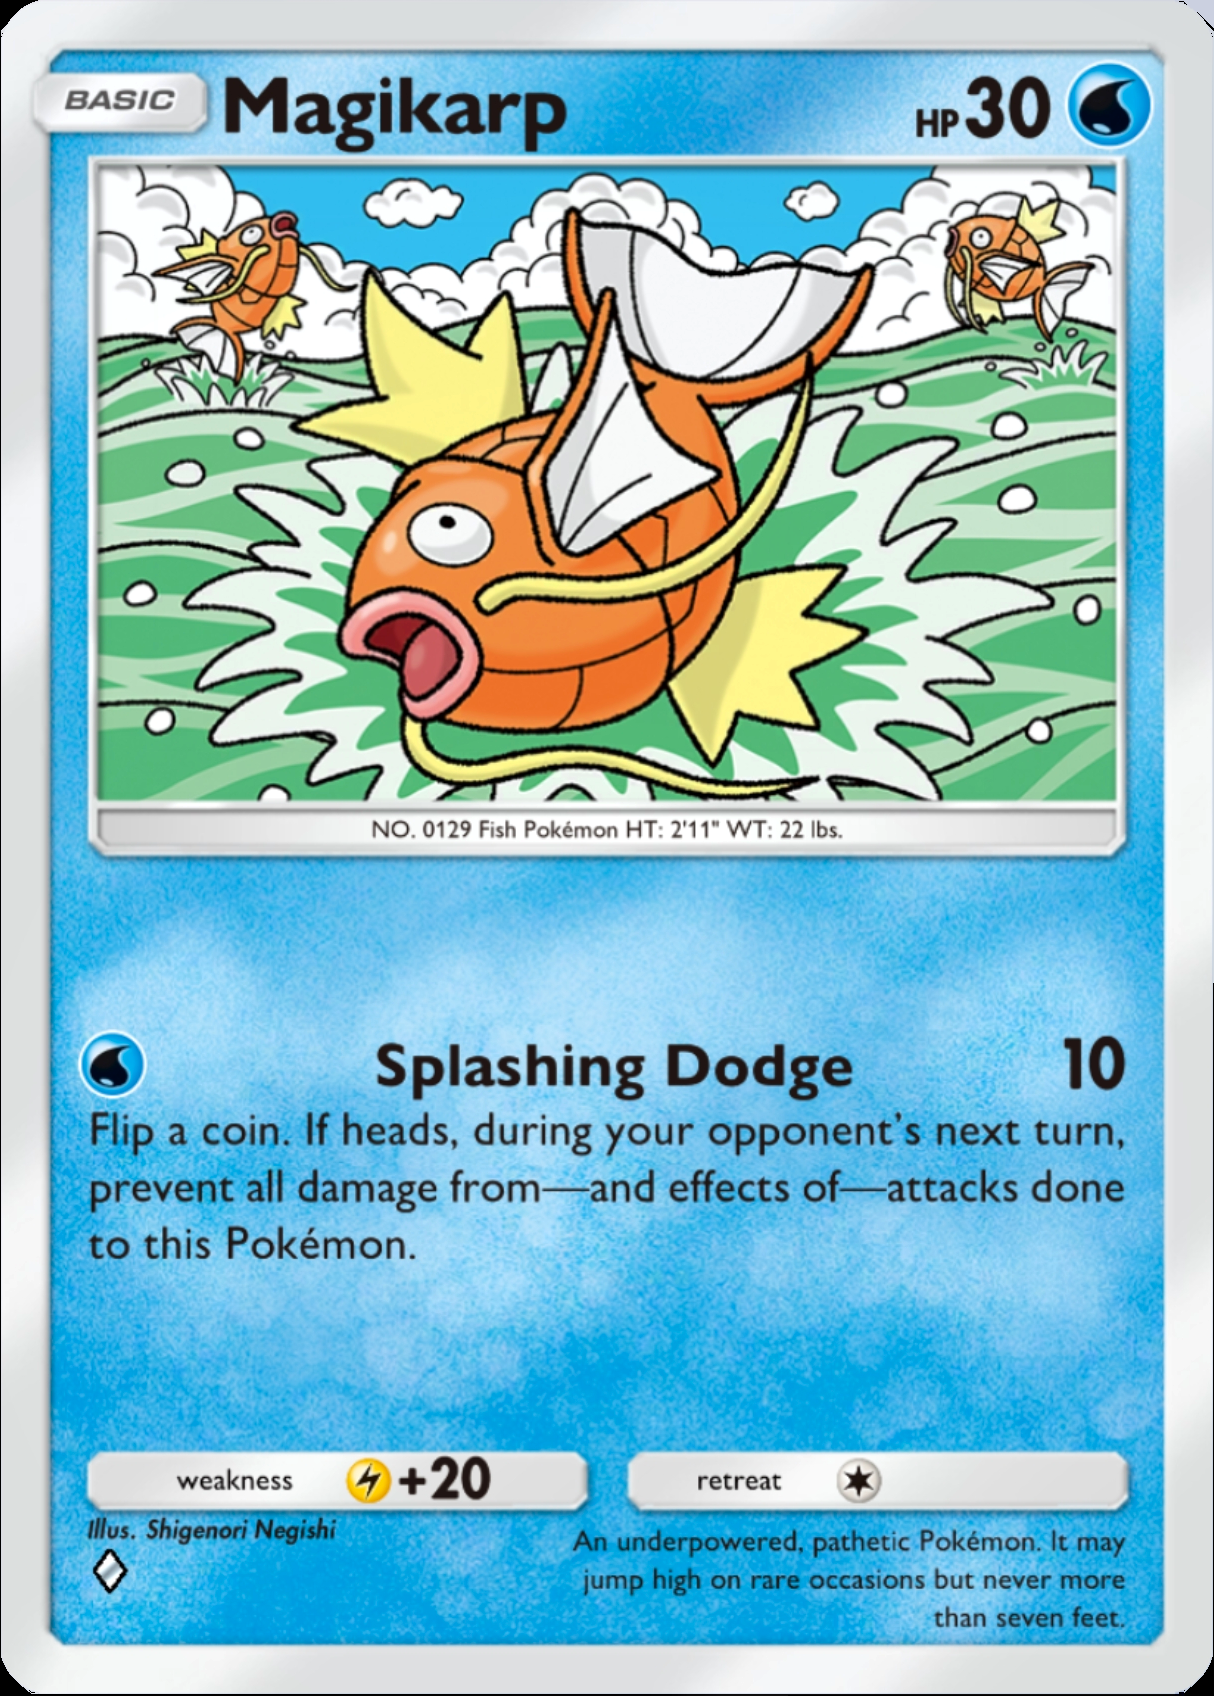 BASIC Magikarp HP 30
NO. 0129 Fish Pokémon HT: 2'11" WT: 22 lbs.
Splashing Dodge 10
Flip a coin. If heads, during your opponent's next turn,
prevent all damage from—and effects of—attacks done
to this Pokémon.
weakness +20 retreat
Illus. Shigenori Negishi
An underpowered, pathetic Pokémon. It may
jump high on rare occasions but never more
than seven feet.